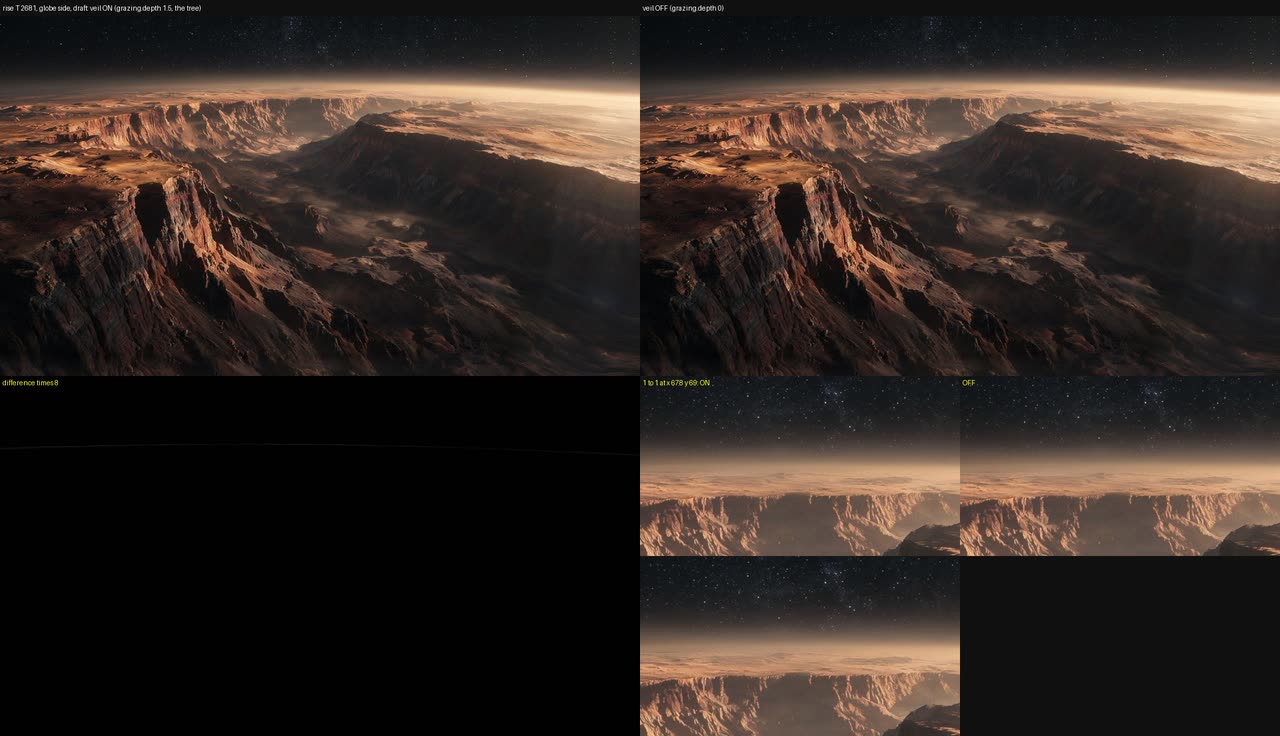 rise T2681, globe side, draft: veil ON (grazing depth 1.5, the tree)
veil OFF (grazing depth 0)
difference times 8
1 to 1 at x 678 y 69: ON
OFF